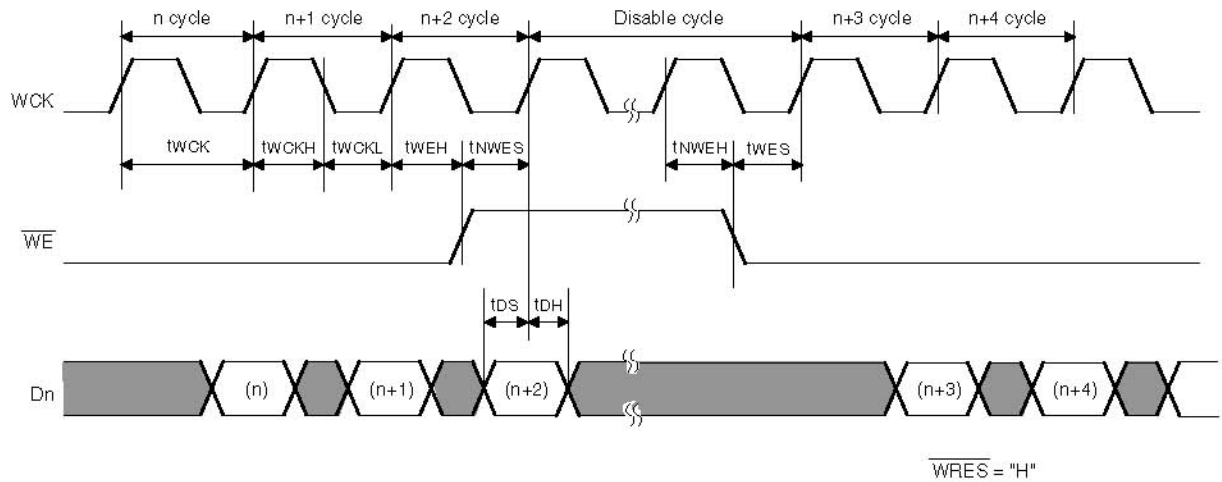 n cycle n+1 cycle n+2 cycle Disable cycle n+3 cycle n+4 cycle
WCK
tWCK tWCKH tWCKL tWEH tNWES tNWEH tWES
WE
tDS tDH
Dn (n) (n+1) (n+2) (n+3) (n+4)
WRES = "H"